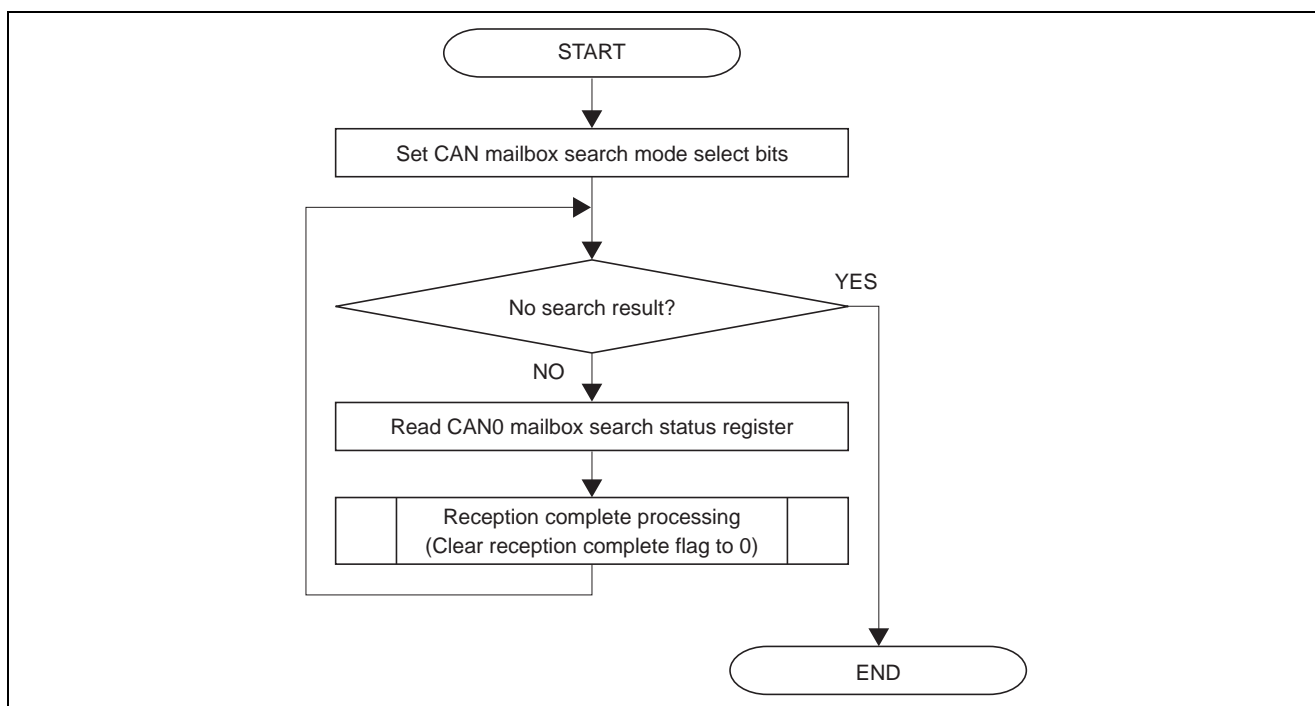 START
Set CAN mailbox search mode select bits
YES
No search result?
NO
Read CAN0 mailbox search status register
Reception complete processing
(Clear reception complete flag to 0)
END